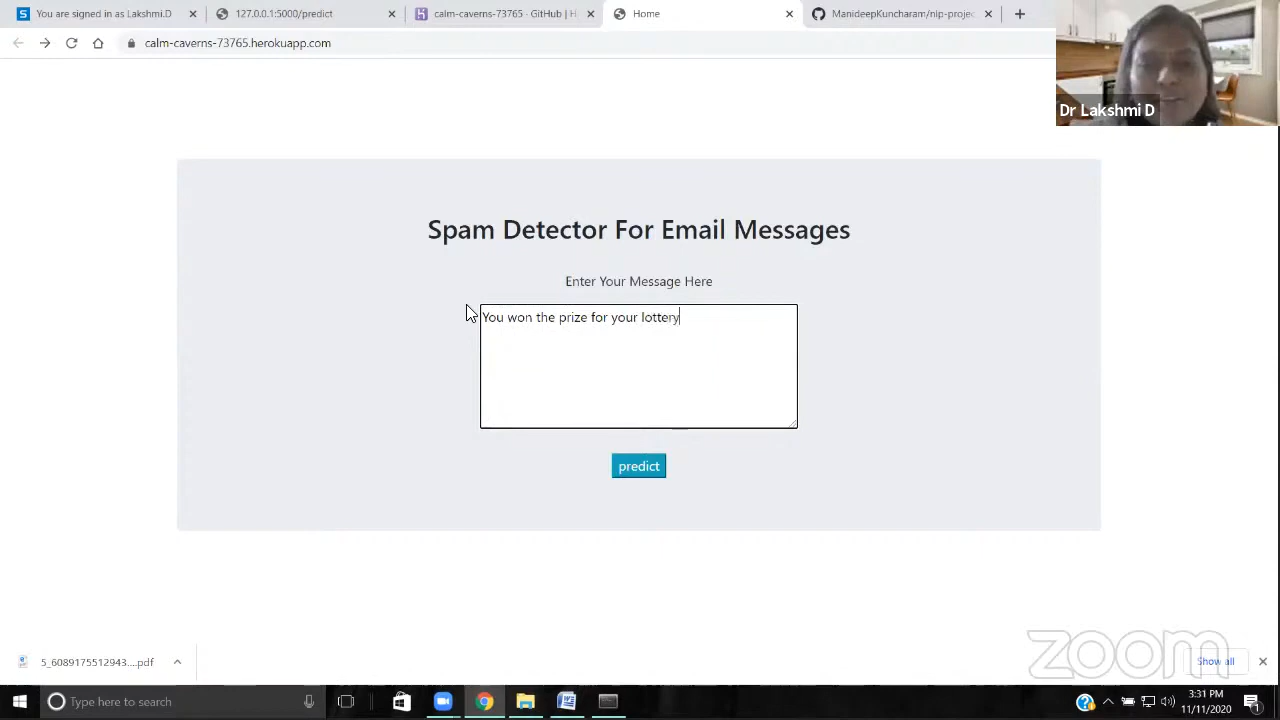 You are signed in as Lakshmi.D
127.0.0.1:5000/predict
calm-caverns-73765 - GitHub | H
Home
ManideepKuncharam/nlp-projec
calm-caverns-73765.herokuapp.com
Dr Lakshmi D
Spam Detector For Email Messages
Enter Your Message Here
You won the prize for your lottery
predict
zoom
5_6089175512943....pdf
Show all
Type here to search
3:31 PM
11/11/2020
1